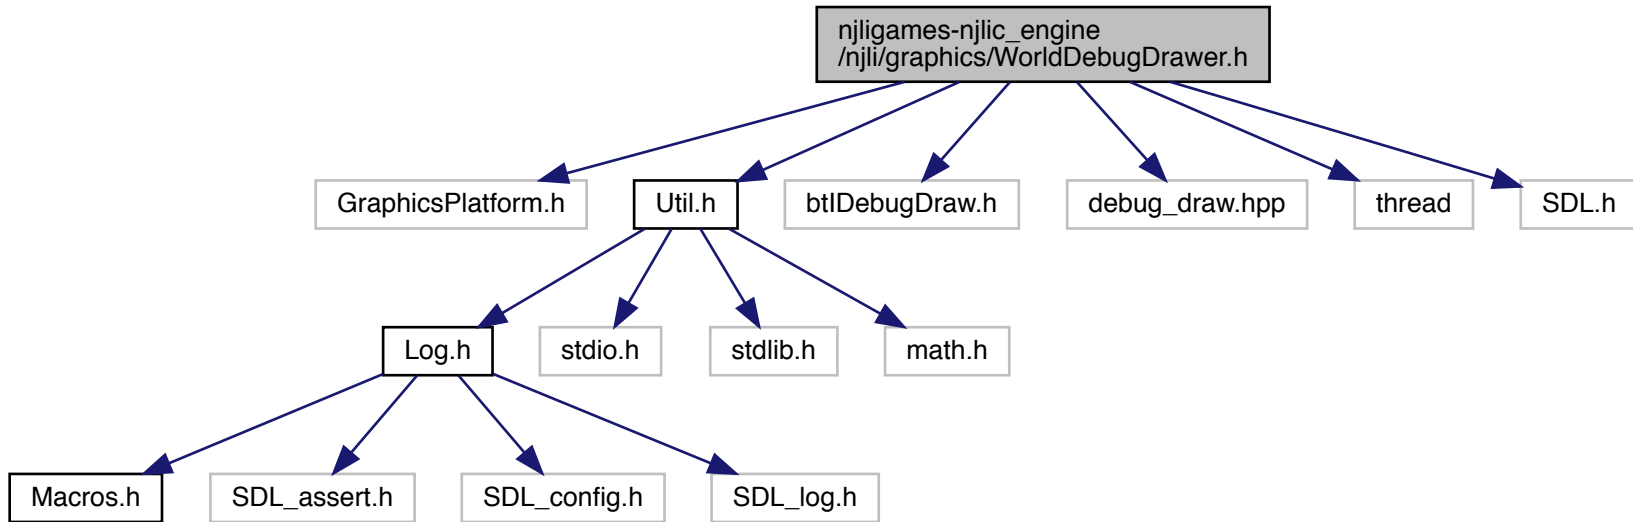 njligames-njlic_engine
/njli/graphics/WorldDebugDrawer.h
GraphicsPlatform.h
Util.h
btIDebugDraw.h
debug_draw.hpp
thread
SDL.h
Log.h
stdio.h
stdlib.h
math.h
Macros.h
SDL_assert.h
SDL_config.h
SDL_log.h